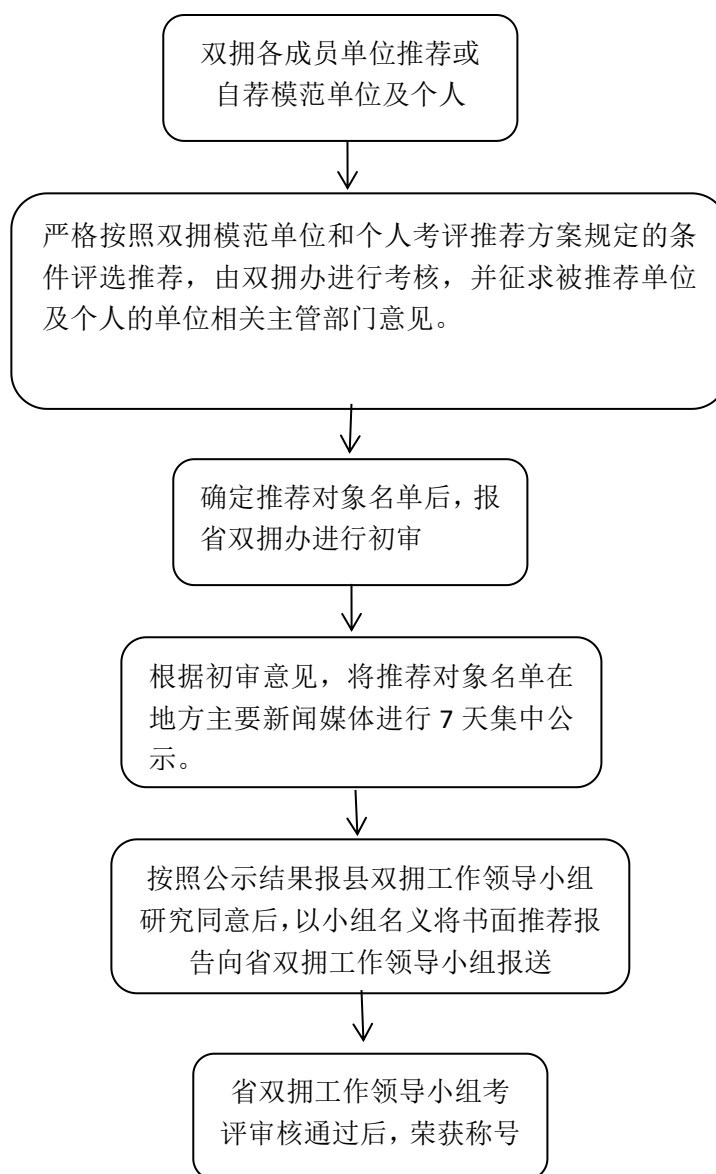 双拥各成员单位推荐或
自荐模范单位及个人
严格按照双拥模范单位和个人考评推荐方案规定的条
件评选推荐，由双拥办进行考核，并征求被推荐单位
及个人的单位相关主管部门意见。
确定推荐对象名单后，报
省双拥办进行初审
根据初审意见，将推荐对象名单在
地方主要新闻媒体进行 7 天集中公
示。
按照公示结果报县双拥工作领导小组
研究同意后，以小组名义将书面推荐报
告向省双拥工作领导小组报送
省双拥工作领导小组考
评审核通过后，荣获称号